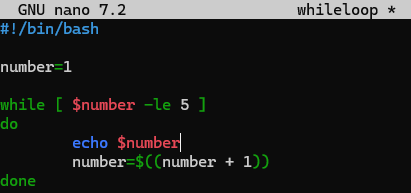 GNU nano 7.2 whileloop *
#!/bin/bash
number=1
while [ $number -le 5 ]
do
        echo $number
        number=$((number + 1))
done